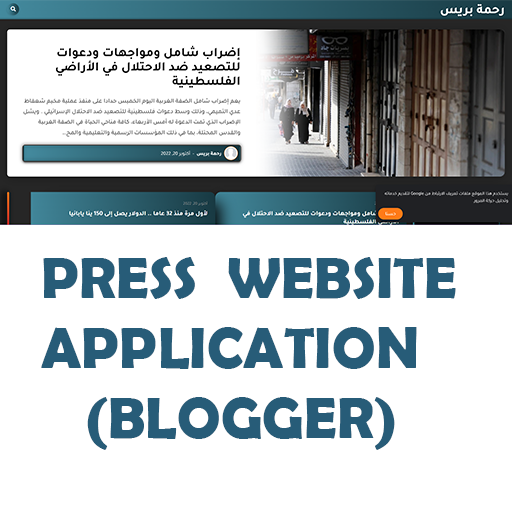 رحمة بريس
إضراب شامل ومواجهات ودعوات
للتصعيد ضد الاحتلال في الأراضي
الفلسطينية
يعم إضراب شامل الضفة الغربية اليوم الخميس حدادا على منفذ عملية مخيم شعفاط
عدي التميمي، وذلك وسط دعوات فلسطينية للتصعيد ضد الاحتلال الإسرائيلي . ويشل
الإضراب الذي تمت الدعوة له أمس الأربعاء، كافة مناحي الحياة في الضفة الغربية
والقدس المحتلة، بما في ذلك المؤسسات الرسمية والتعليمية والمح...
رحمة بريس - أكتوبر 20, 2022
يستخدم هذا الموقع ملفات تعريف الارتباط من Google لتقديم خدماته
وتحليل حركة المرور
حسنا
شامل ومواجهات ودعوات للتصعيد ضد الاحتلال في
الأراضي الفلسطينية
أكتوبر 20, 2022
لأول مرة منذ 32 عاما .. الدولار يصل إلى 150 ينا يابانيا
PRESS WEBSITE
APPLICATION
(BLOGGER)